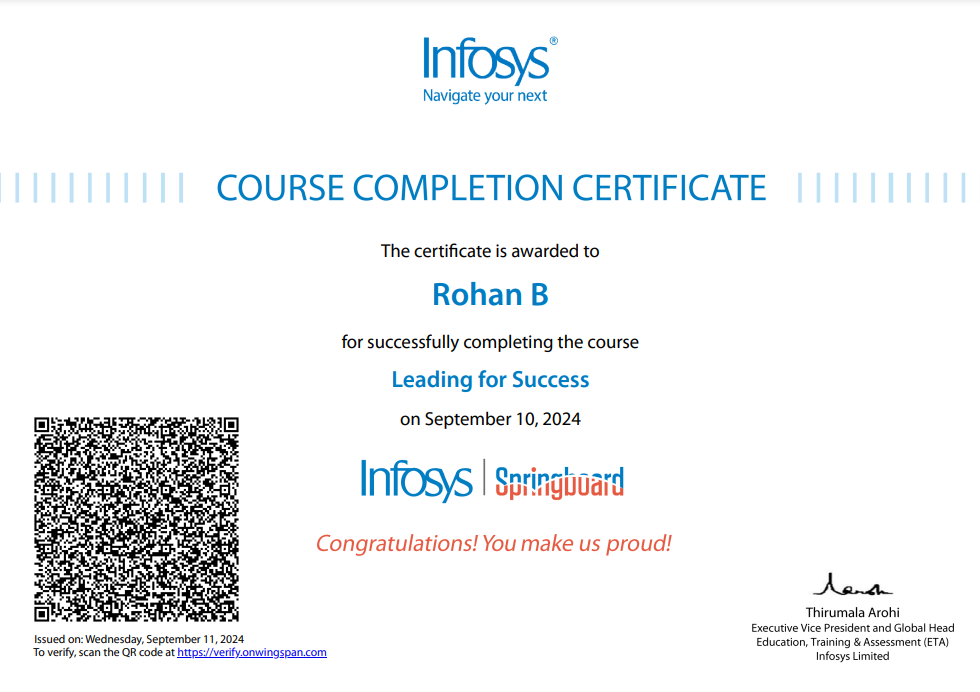 Infosys®
Navigate your next
COURSE COMPLETION CERTIFICATE
The certificate is awarded to
Rohan B
for successfully completing the course
Leading for Success
on September 10, 2024
Infosys | Springboard
Congratulations! You make us proud!
Issued on: Wednesday, September 11, 2024
To verify, scan the QR code at https://verify.onwingspan.com
Thirumala Arohi
Executive Vice President and Global Head
Education, Training & Assessment (ETA)
Infosys Limited